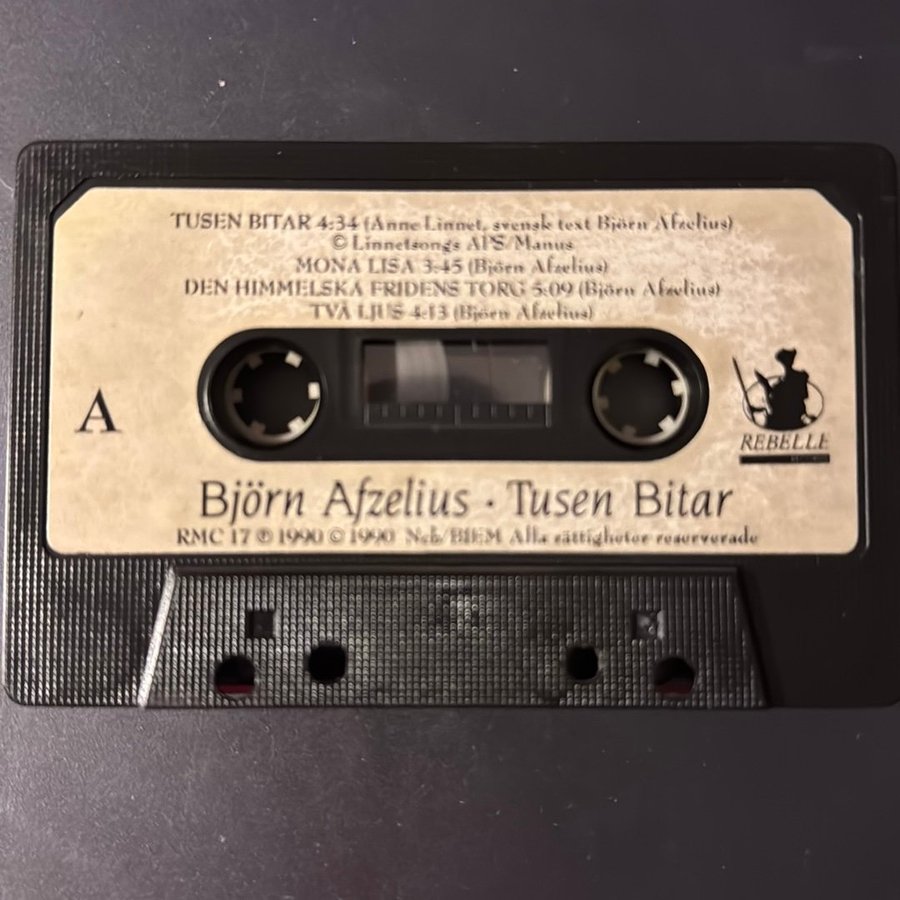 TUSEN BITAR 4:34 (Anne Linnet, svensk text Björn Afzelius)
© Linnetsongs APS/Manus
MONA LISA 3:45 (Björn Afzelius)
DEN HIMMELSKA FRIDENS TORG 5:09 (Björn Afzelius)
TVÅ LJUS 4:13 (Björn Afzelius)
A
REBELLE
Björn Afzelius · Tusen Bitar
RMC 17 ℗ 1990 © 1990 Ncb/BIEM Alla rättigheter reserverade